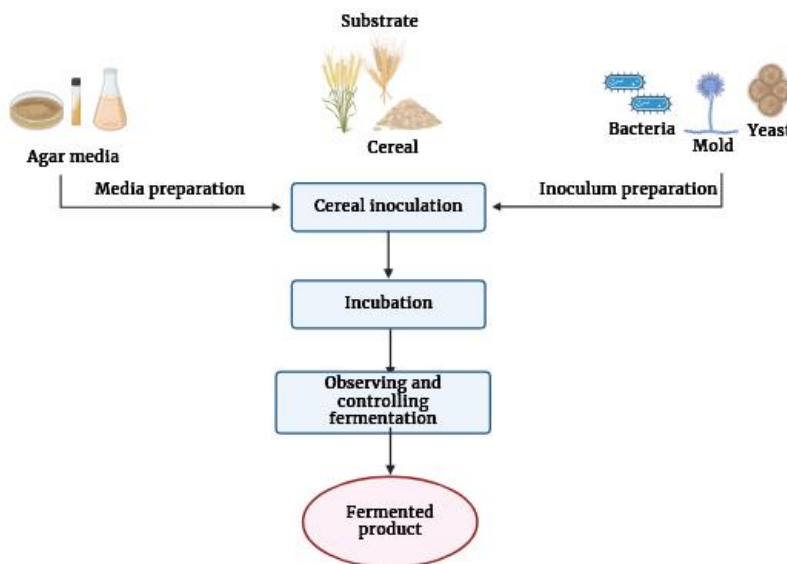 Substrate
Agar media
Cereal
Bacteria
Mold
Yeast
Media preparation
Inoculum preparation
Cereal inoculation
Incubation
Observing and
controlling
fermentation
Fermented
product